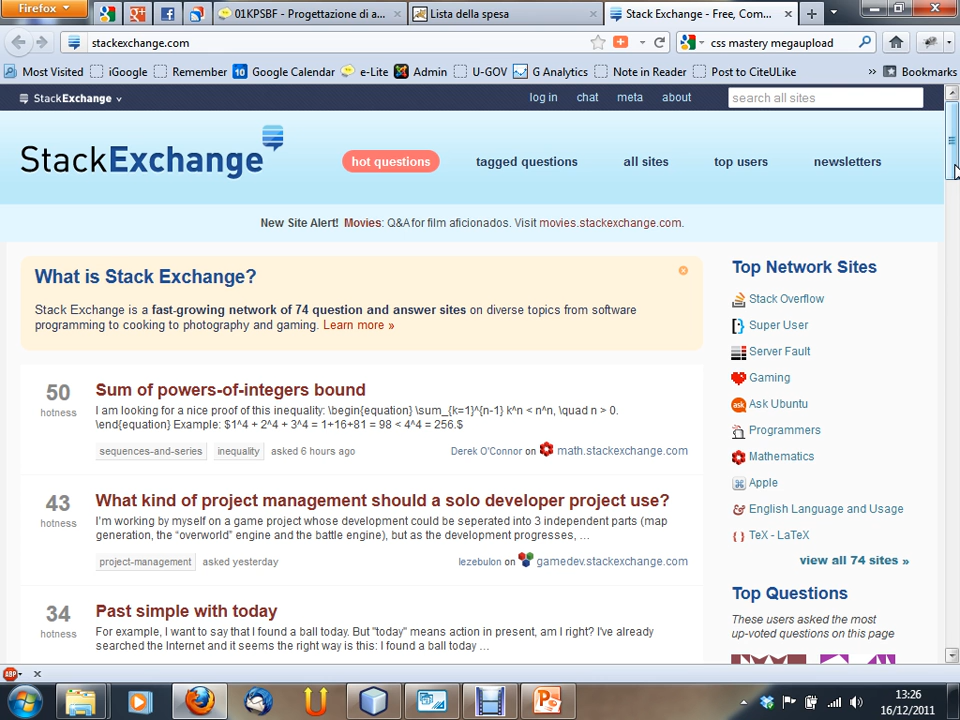 Firefox
01KPSBF - Progettazione di a...
Lista della spesa
Stack Exchange - Free, Com...
stackexchange.com
css mastery megaupload
Most Visited
iGoogle
Remember
10
Google Calendar
e-Lite
Admin
U-GOV
G Analytics
Note in Reader
Post to CiteULike
»
Bookmarks
StackExchange
log in
chat
meta
about
search all sites
StackExchange
hot questions
tagged questions
all sites
top users
newsletters
New Site Alert! Movies: Q&A for film aficionados. Visit movies.stackexchange.com.
What is Stack Exchange?
Stack Exchange is a fast-growing network of 74 question and answer sites on diverse topics from software
programming to cooking to photography and gaming. Learn more »
50
hotness
Sum of powers-of-integers bound
I am looking for a nice proof of this inequality: \begin{equation} \sum_{k=1}^{n-1} k^n < n^n, \quad n > 0.
\end{equation} Example: $1^4 + 2^4 + 3^4 = 1+16+81 = 98 < 4^4 = 256.$
sequences-and-series
inequality
asked 6 hours ago
Derek O'Connor on math.stackexchange.com
43
hotness
What kind of project management should a solo developer project use?
I'm working by myself on a game project whose development could be seperated into 3 independent parts (map
generation, the “overworld” engine and the battle engine), but as the development progresses, ...
project-management
asked yesterday
lezebulon on gamedev.stackexchange.com
34
hotness
Past simple with today
For example, I want to say that I found a ball today. But "today" means action in present, am I right? I've already
searched the Internet and it seems the right way is this: I found a ball today ...
Top Network Sites
Stack Overflow
Super User
Server Fault
Gaming
ask
Ask Ubuntu
Programmers
Mathematics
Apple
English Language and Usage
TeX - LaTeX
view all 74 sites »
Top Questions
These users asked the most
up-voted questions on this page
ABP
13:26
16/12/2011